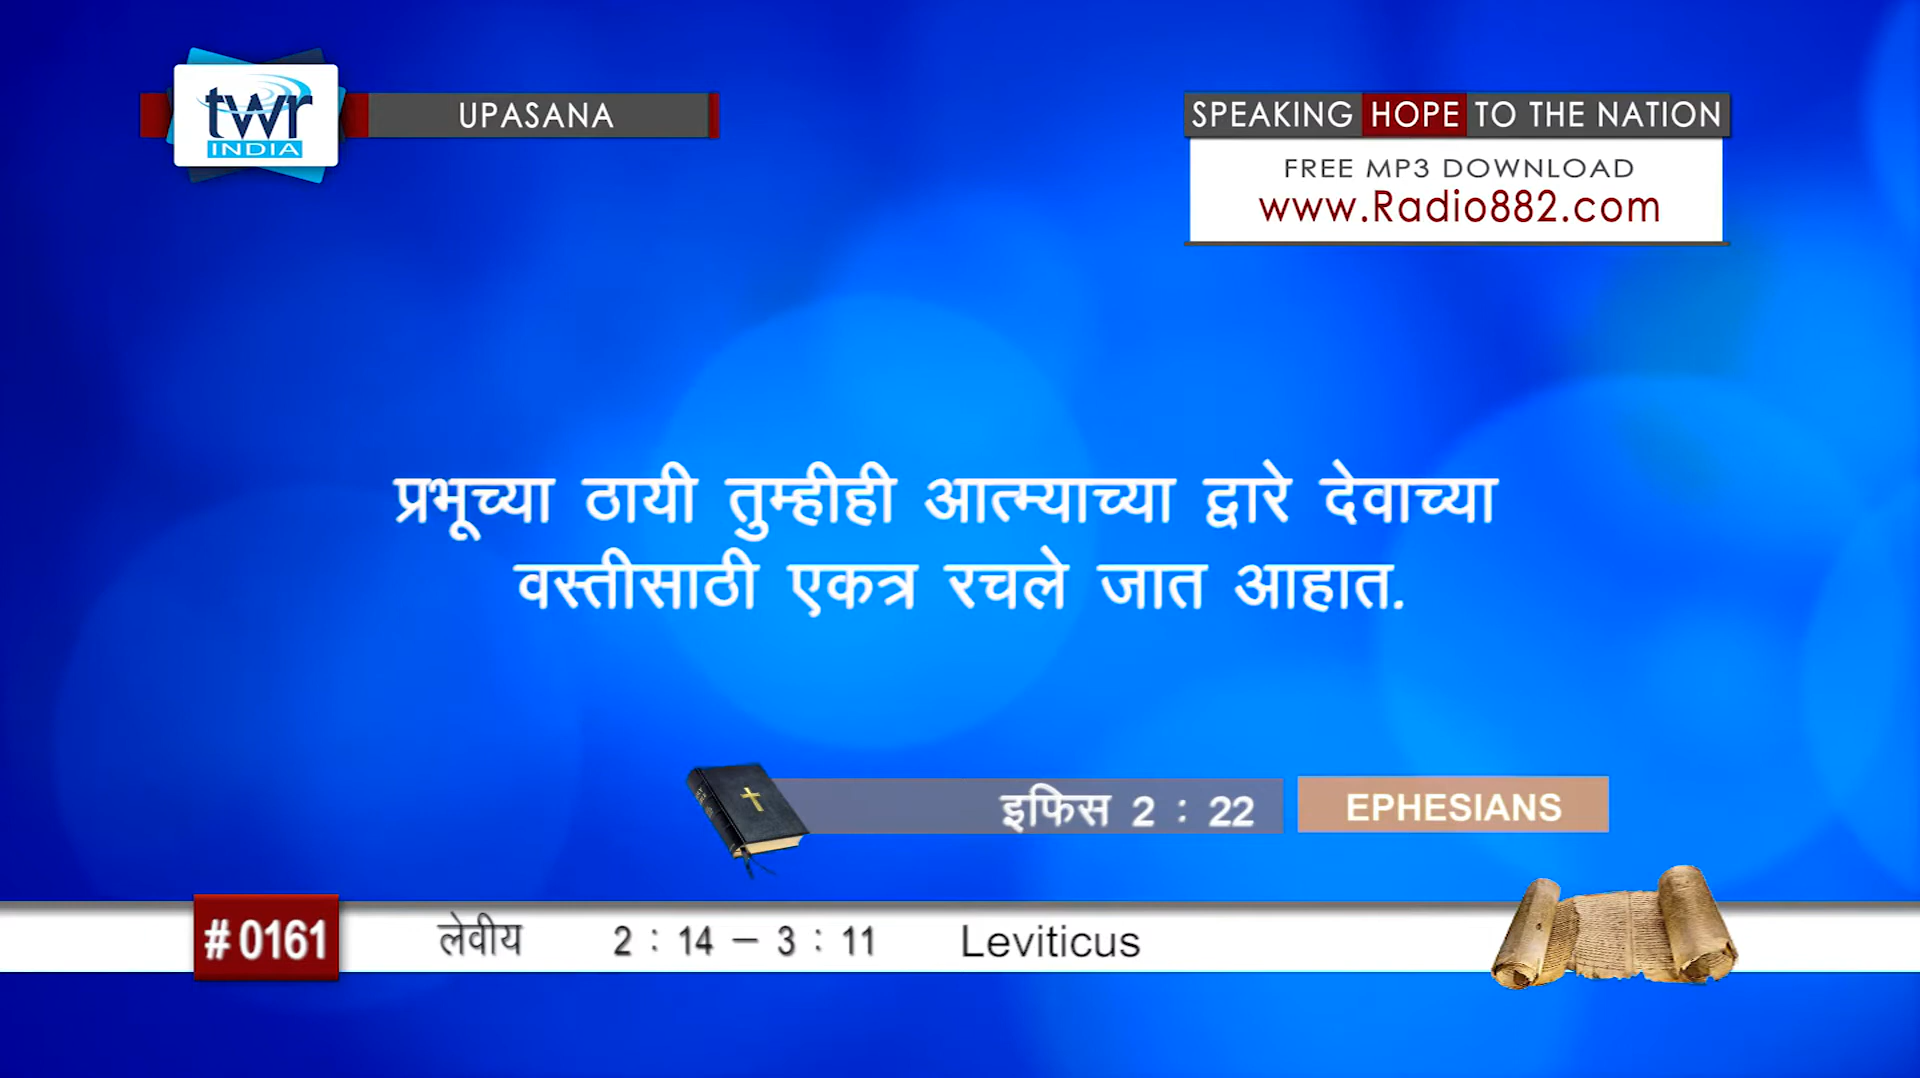 twr
INDIA
UPASANA
SPEAKING HOPE TO THE NATION
FREE MP3 DOWNLOAD
www.Radio882.com
प्रभूच्या ठायी तुम्हीही आत्म्याच्या द्वारे देवाच्या
वस्तीसाठी एकत्र रचले जात आहात.
इफिस 2 : 22 EPHESIANS
# 0161 लेवीय 2 : 14 – 3 : 11 Leviticus